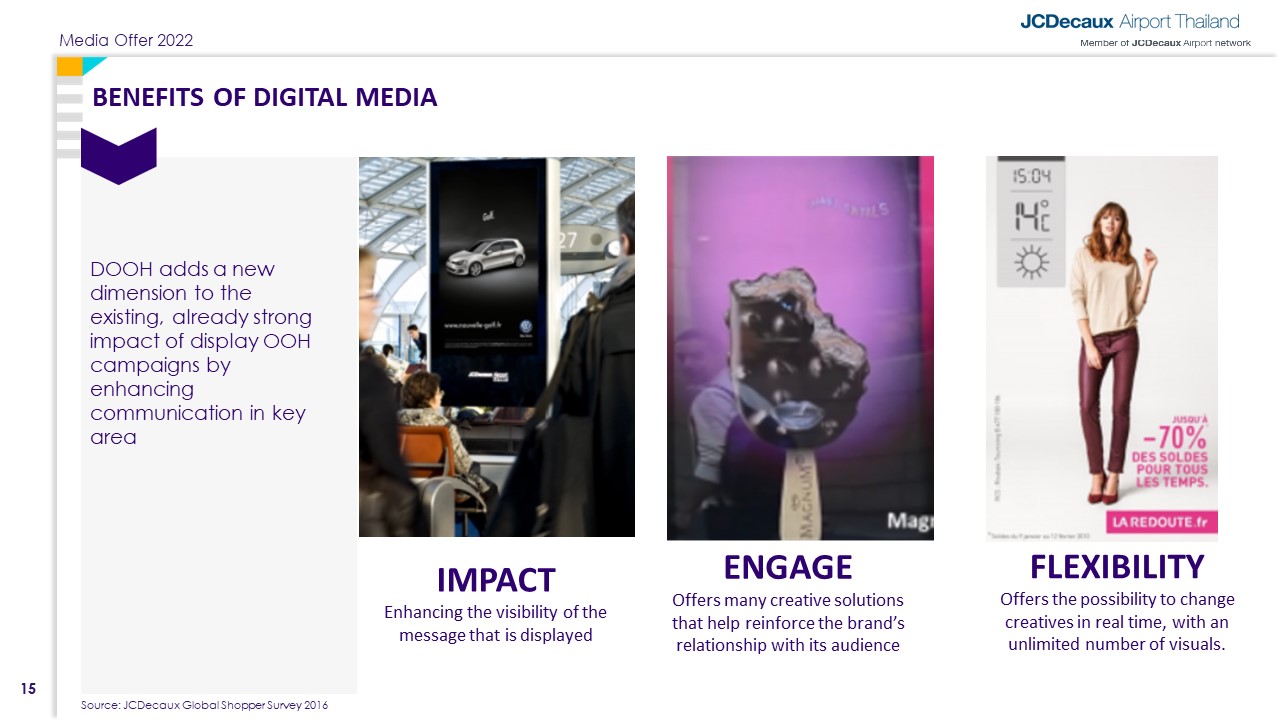 Media Offer 2022
JCDecaux Airport Thailand
Member of JCDecaux Airport network
BENEFITS OF DIGITAL MEDIA
DOOH adds a new
dimension to the
existing, already strong
impact of display OOH
campaigns by
enhancing
communication in key
area
Golf.
27
www.nouvelle-golf.fr
JCDecaux
MAGNUM
Magn
15:04
14°C
JUSQU'À
–70%
DES SOLDES
POUR TOUS
LES TEMPS.
LA REDOUTE.fr
IMPACT
Enhancing the visibility of the
message that is displayed
ENGAGE
Offers many creative solutions
that help reinforce the brand's
relationship with its audience
FLEXIBILITY
Offers the possibility to change
creatives in real time, with an
unlimited number of visuals.
15
Source: JCDecaux Global Shopper Survey 2016